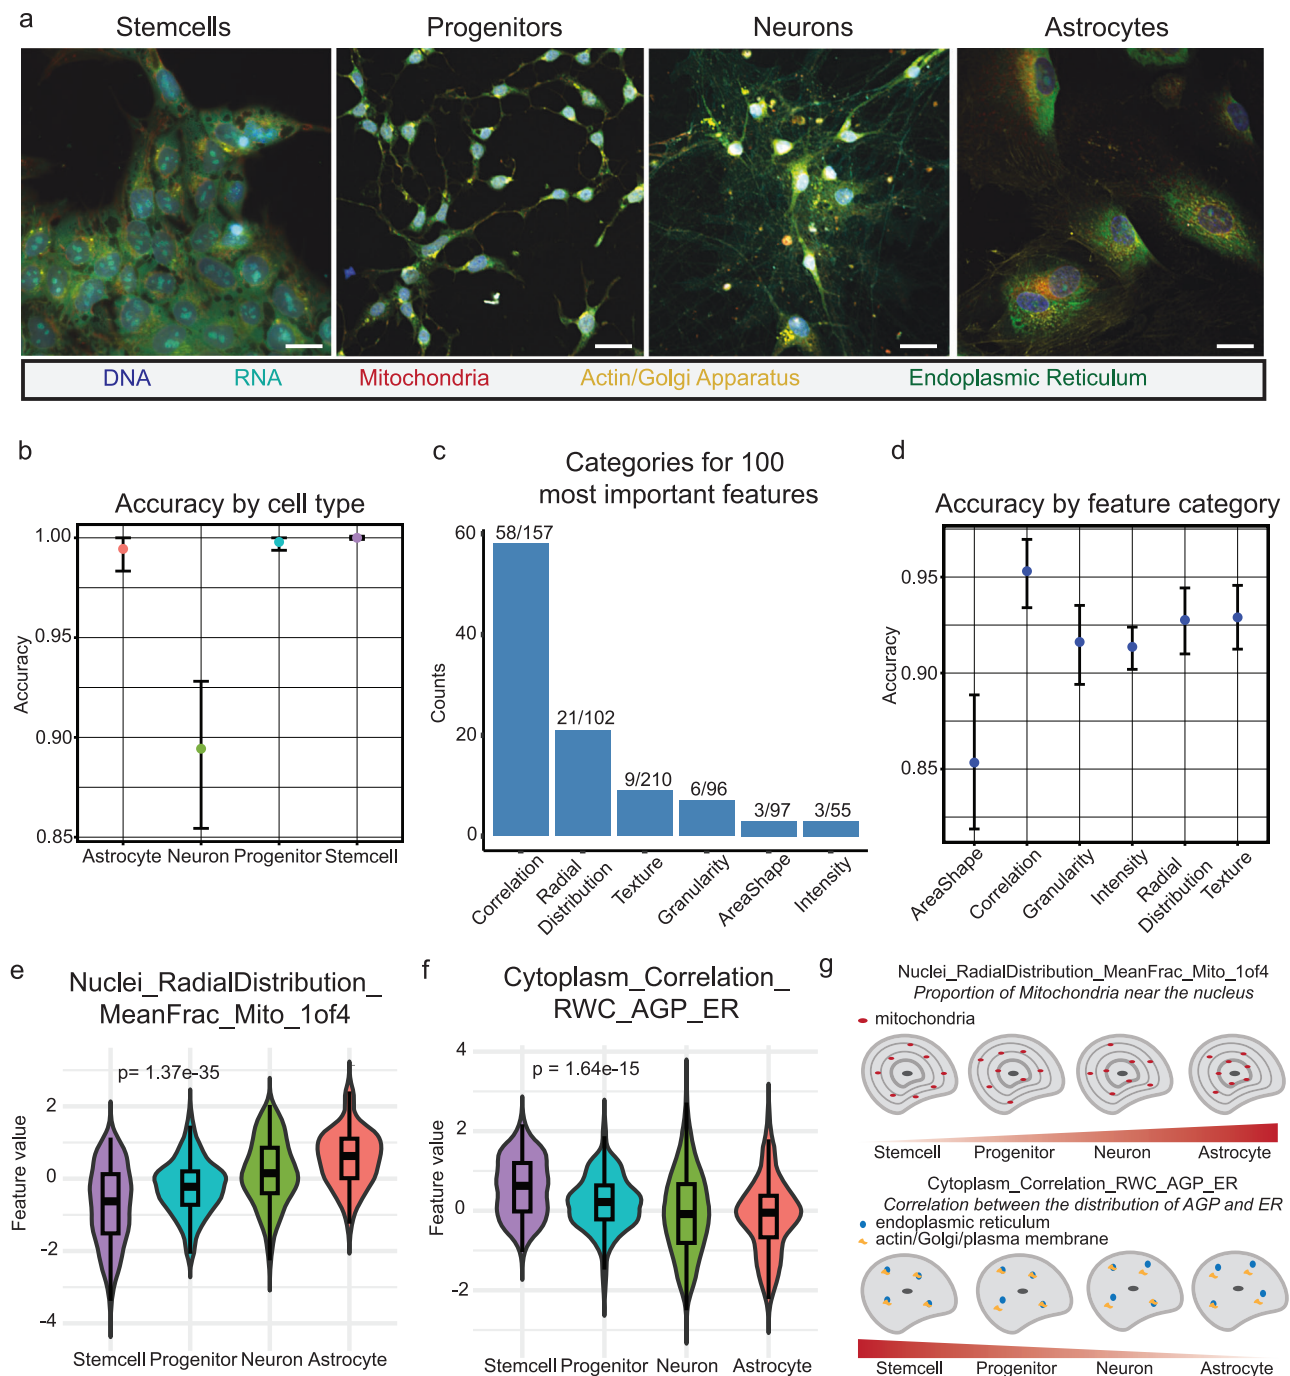 a
Stemcells
Progenitors
Neurons
Astrocytes
DNA
RNA
Mitochondria
Actin/Golgi Apparatus
Endoplasmic Reticulum
b
Accuracy by cell type
Accuracy
1.00
0.95
0.90
0.85
Astrocyte Neuron Progenitor Stemcell
c
Categories for 100
most important features
Counts
60
40
20
0
58/157
21/102
9/210
6/96
3/97
3/55
Correlation
Radial
Distribution
Texture
Granularity
AreaShape
Intensity
d
Accuracy by feature category
Accuracy
0.95
0.90
0.85
AreaShape
Correlation
Granularity
Intensity
Radial
Distribution
Texture
e
Nuclei_RadialDistribution_
MeanFrac_Mito_1of4
p= 1.37e-35
Feature value
2
0
-2
-4
Stemcell Progenitor Neuron Astrocyte
f
Cytoplasm_Correlation_
RWC_AGP_ER
p = 1.64e-15
Feature value
4
2
0
-2
Stemcell Progenitor Neuron Astrocyte
g
Nuclei_RadialDistribution_MeanFrac_Mito_1of4
Proportion of Mitochondria near the nucleus
mitochondria
Stemcell Progenitor Neuron Astrocyte
Cytoplasm_Correlation_RWC_AGP_ER
Correlation between the distribution of AGP and ER
endoplasmic reticulum
actin/Golgi/plasma membrane
Stemcell Progenitor Neuron Astrocyte